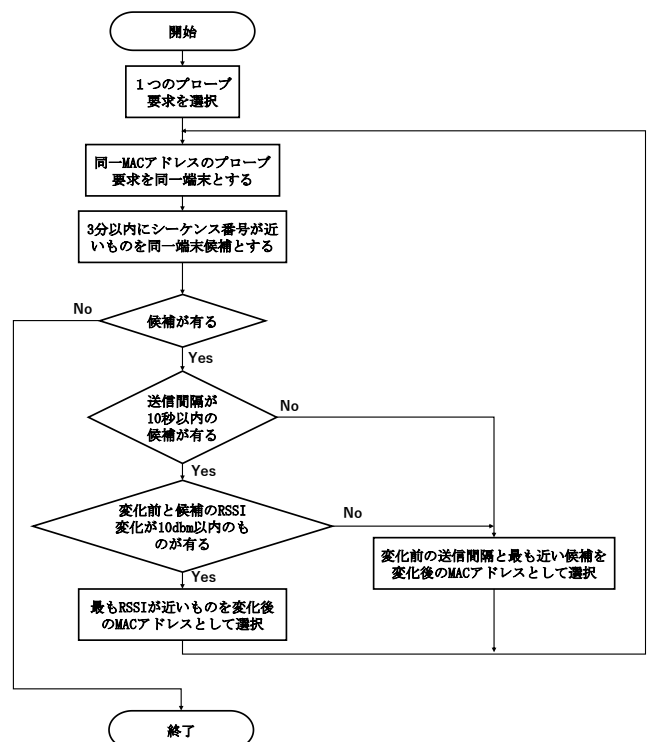 開始
１つのプローブ
要求を選択
同一MACアドレスのプローブ
要求を同一端末とする
3分以内にシーケンス番号が近
いものを同一端末候補とする
No
候補が有る
Yes
送信間隔が
10秒以内の
候補が有る
No
Yes
変化前と候補のRSSI
変化が10dbm以内のも
のが有る
No
変化前の送信間隔と最も近い候補を
変化後のMACアドレスとして選択
Yes
最もRSSIが近いものを変化後
のMACアドレスとして選択
終了